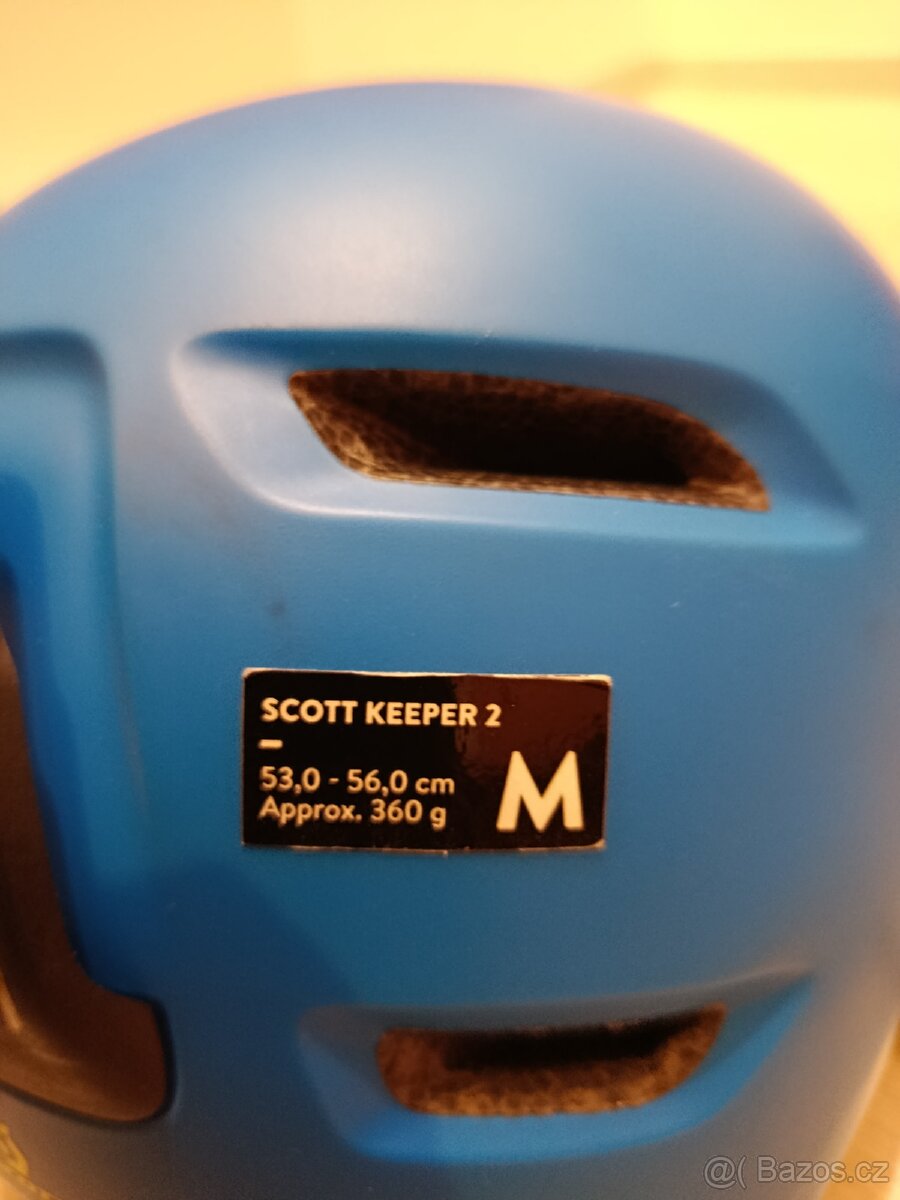 SCOTT KEEPER 2
–
53,0 - 56,0 cm
Approx. 360 g
M
@( Bazos.cz